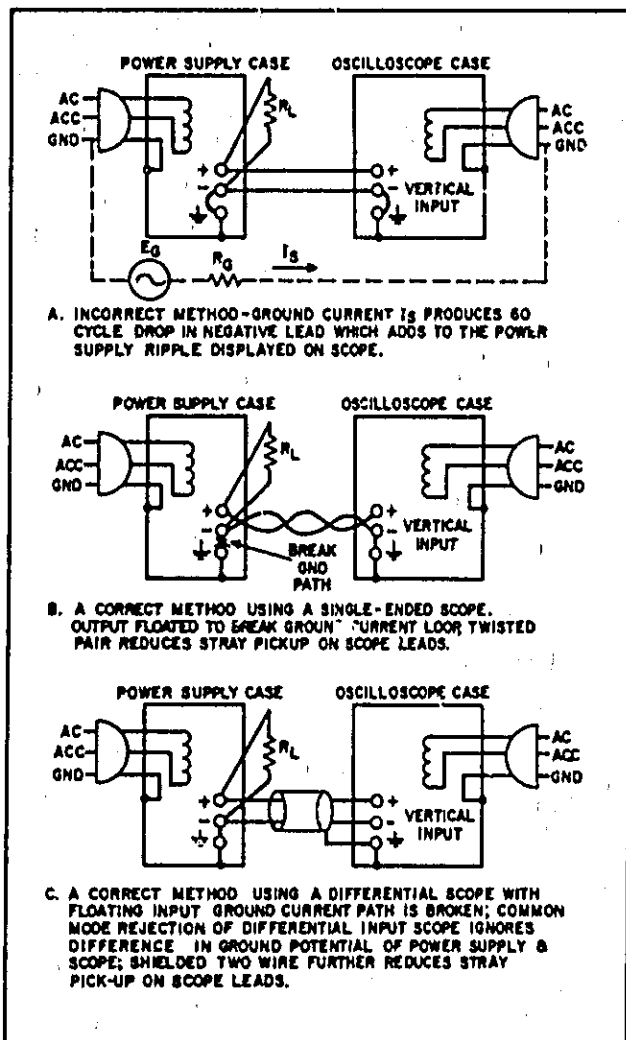 POWER SUPPLY CASE
OSCILLOSCOPE CASE
AC
ACC
GND
RL
+
-
+
-
VERTICAL
INPUT
AC
ACC
GND
EG
RG
IS
A. INCORRECT METHOD-GROUND CURRENT IS PRODUCES 60
CYCLE DROP IN NEGATIVE LEAD WHICH ADDS TO THE POWER
SUPPLY RIPPLE DISPLAYED ON SCOPE.
POWER SUPPLY CASE
OSCILLOSCOPE CASE
AC
ACC
GND
RL
+
-
BREAK
GND
PATH
+
-
VERTICAL
INPUT
AC
ACC
GND
B. A CORRECT METHOD USING A SINGLE-ENDED SCOPE.
OUTPUT FLOATED TO BREAK GROUN CURRENT LOOP, TWISTED
PAIR REDUCES STRAY PICKUP ON SCOPE LEADS.
POWER SUPPLY CASE
OSCILLOSCOPE CASE
AC
ACC
GND
RL
+
-
+
-
VERTICAL
INPUT
AC
ACC
GND
C. A CORRECT METHOD USING A DIFFERENTIAL SCOPE WITH
FLOATING INPUT GROUND CURRENT PATH IS BROKEN; COMMON
MODE REJECTION OF DIFFERENTIAL INPUT SCOPE IGNORES
DIFFERENCE IN GROUND POTENTIAL OF POWER SUPPLY &
SCOPE; SHIELDED TWO WIRE FURTHER REDUCES STRAY
PICK-UP ON SCOPE LEADS.